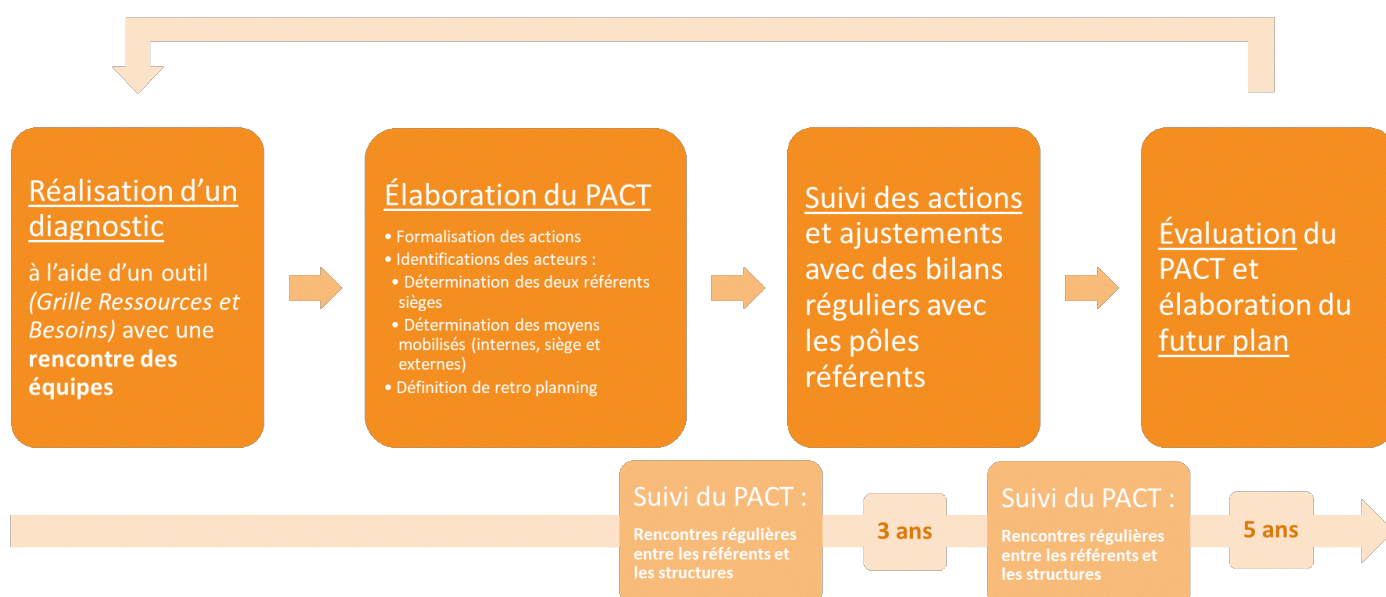 Réalisation d’un
diagnostic
à l’aide d’un outil
(Grille Ressources et
Besoins) avec une
rencontre des
équipes
Élaboration du PACT
• Formalisation des actions
• Identifications des acteurs :
• Détermination des deux référents
sièges
• Détermination des moyens
mobilisés (internes, siège et
externes)
• Définition de retro planning
Suivi des actions
et ajustements
avec des bilans
réguliers avec
les pôles
référents
Évaluation du
PACT et
élaboration du
futur plan
Suivi du PACT :
Rencontres régulières
entre les référents et
les structures
3 ans
Suivi du PACT :
Rencontres régulières
entre les référents et
les structures
5 ans